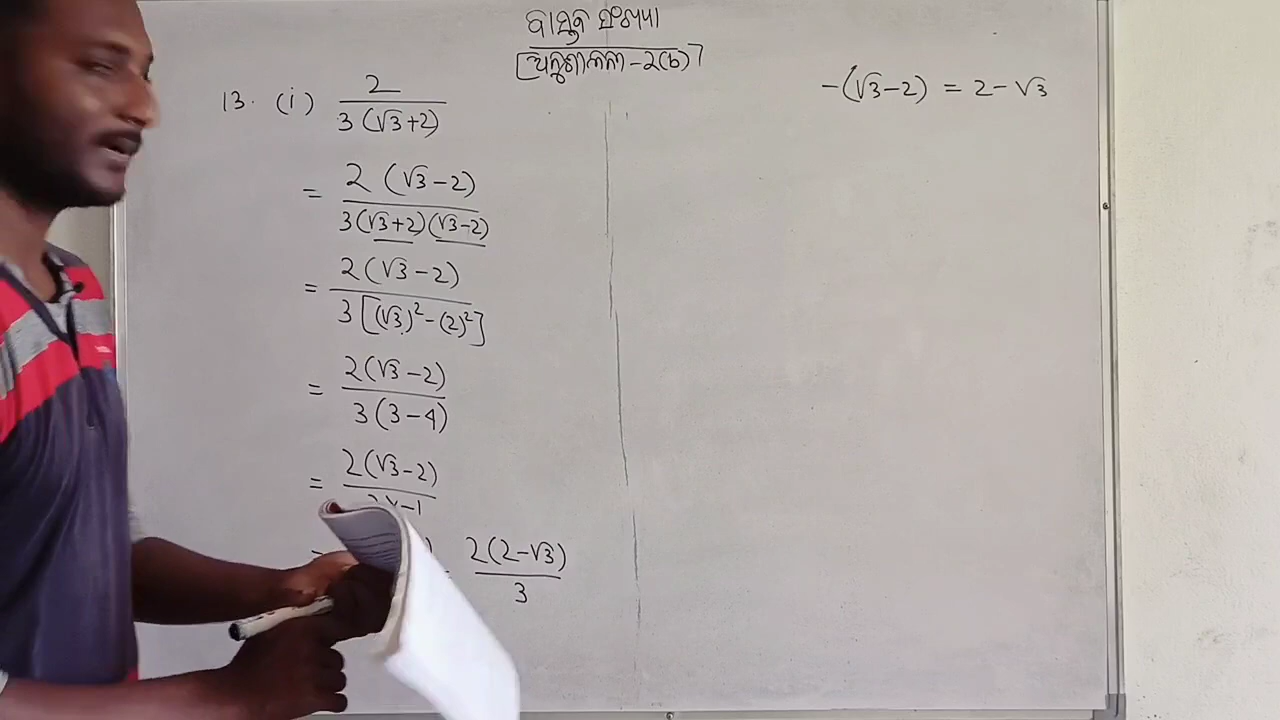 ବାସ୍ତବ ସଂଖ୍ୟା
[ଅନୁଶୀଳନୀ-2(b)]
13. (i) 2 / 3(√3+2)
= 2(√3-2) / 3(√3+2)(√3-2)
= 2(√3-2) / 3[(√3)²-(2)²]
= 2(√3-2) / 3(3-4)
= 2(√3-2) / 3×-1
= 2(2-√3) / 3
-(√3-2) = 2-√3